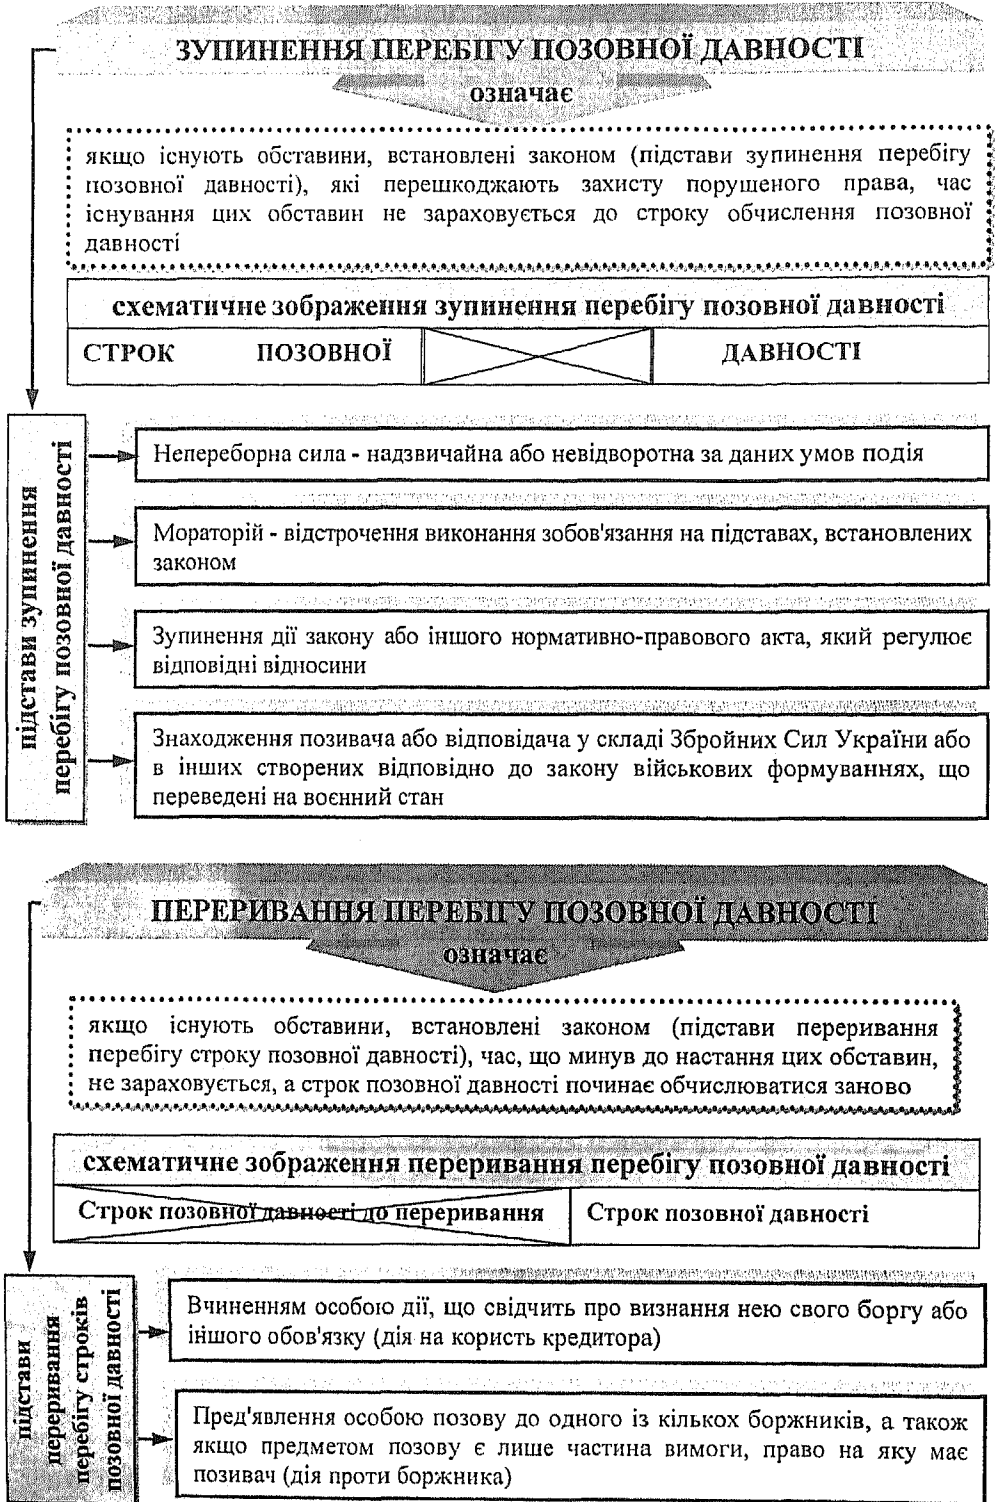 ЗУПИНЕННЯ ПЕРЕБІГУ ПОЗОВНОЇ ДАВНОСТІ
означає
якщо існують обставини, встановлені законом (підстави зупинення перебігу
позовної давності), які перешкоджають захисту порушеного права, час
існування цих обставин не зараховується до строку обчислення позовної
давності
схематичне зображення зупинення перебігу позовної давності
СТРОК ПОЗОВНОЇ ДАВНОСТІ
підстави зупинення
перебігу позовної давності
Непереборна сила - надзвичайна або невідворотна за даних умов подія
Мораторій - відстрочення виконання зобов'язання на підставах, встановлених
законом
Зупинення дії закону або іншого нормативно-правового акта, який регулює
відповідні відносини
Знаходження позивача або відповідача у складі Збройних Сил України або
в інших створених відповідно до закону військових формуваннях, що
переведені на воєнний стан
ПЕРЕРИВАННЯ ПЕРЕБІГУ ПОЗОВНОЇ ДАВНОСТІ
означає
якщо існують обставини, встановлені законом (підстави переривання
перебігу строку позовної давності), час, що минув до настання цих обставин,
не зараховується, а строк позовної давності починає обчислюватися заново
схематичне зображення переривання перебігу позовної давності
Строк позовної давності до переривання Строк позовної давності
підстави
переривання
перебігу строків
позовної давності
Вчиненням особою дії, що свідчить про визнання нею свого боргу або
іншого обов'язку (дія на користь кредитора)
Пред'явлення особою позову до одного із кількох боржників, а також
якщо предметом позову є лише частина вимоги, право на яку має
позивач (дія проти боржника)